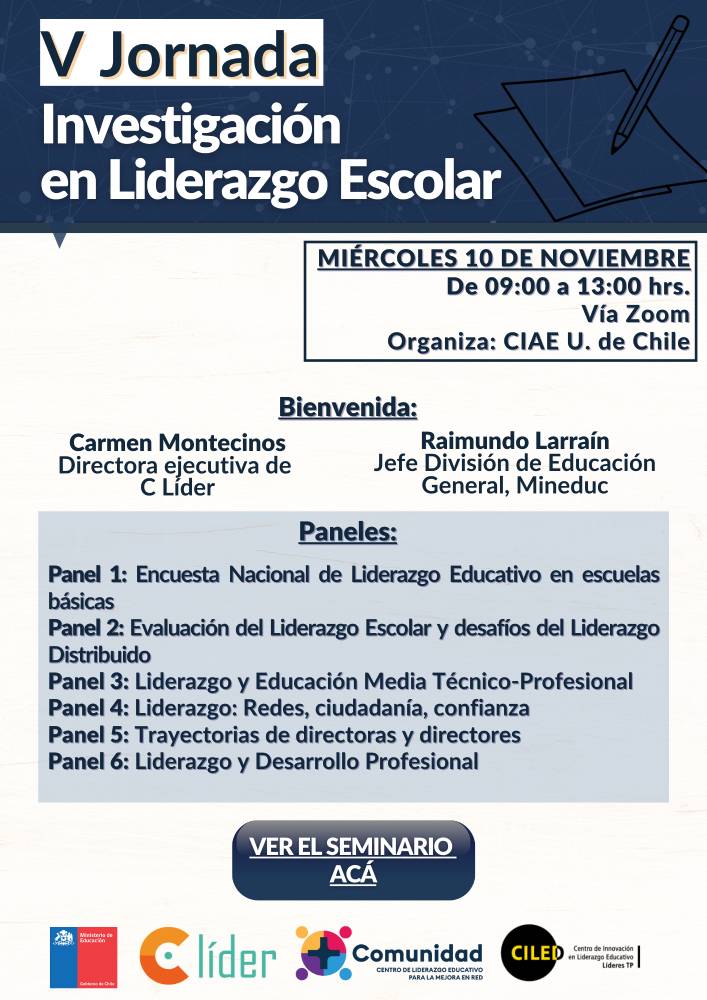 V Jornada
Investigación
en Liderazgo Escolar
MIÉRCOLES 10 DE NOVIEMBRE
De 09:00 a 13:00 hrs.
Vía Zoom
Organiza: CIAE U. de Chile
Bienvenida:
Carmen Montecinos
Directora ejecutiva de
C Líder
Raimundo Larraín
Jefe División de Educación
General, Mineduc
Paneles:
Panel 1: Encuesta Nacional de Liderazgo Educativo en escuelas
básicas
Panel 2: Evaluación del Liderazgo Escolar y desafíos del Liderazgo
Distribuido
Panel 3: Liderazgo y Educación Media Técnico-Profesional
Panel 4: Liderazgo: Redes, ciudadanía, confianza
Panel 5: Trayectorias de directoras y directores
Panel 6: Liderazgo y Desarrollo Profesional
VER EL SEMINARIO
ACÁ
Ministerio de
Educación
Gobierno de Chile
C líder
+Comunidad
CENTRO DE LIDERAZGO EDUCATIVO
PARA LA MEJORA EN RED
CILED
Centro de Innovación
en Liderazgo Educativo
Líderes TP